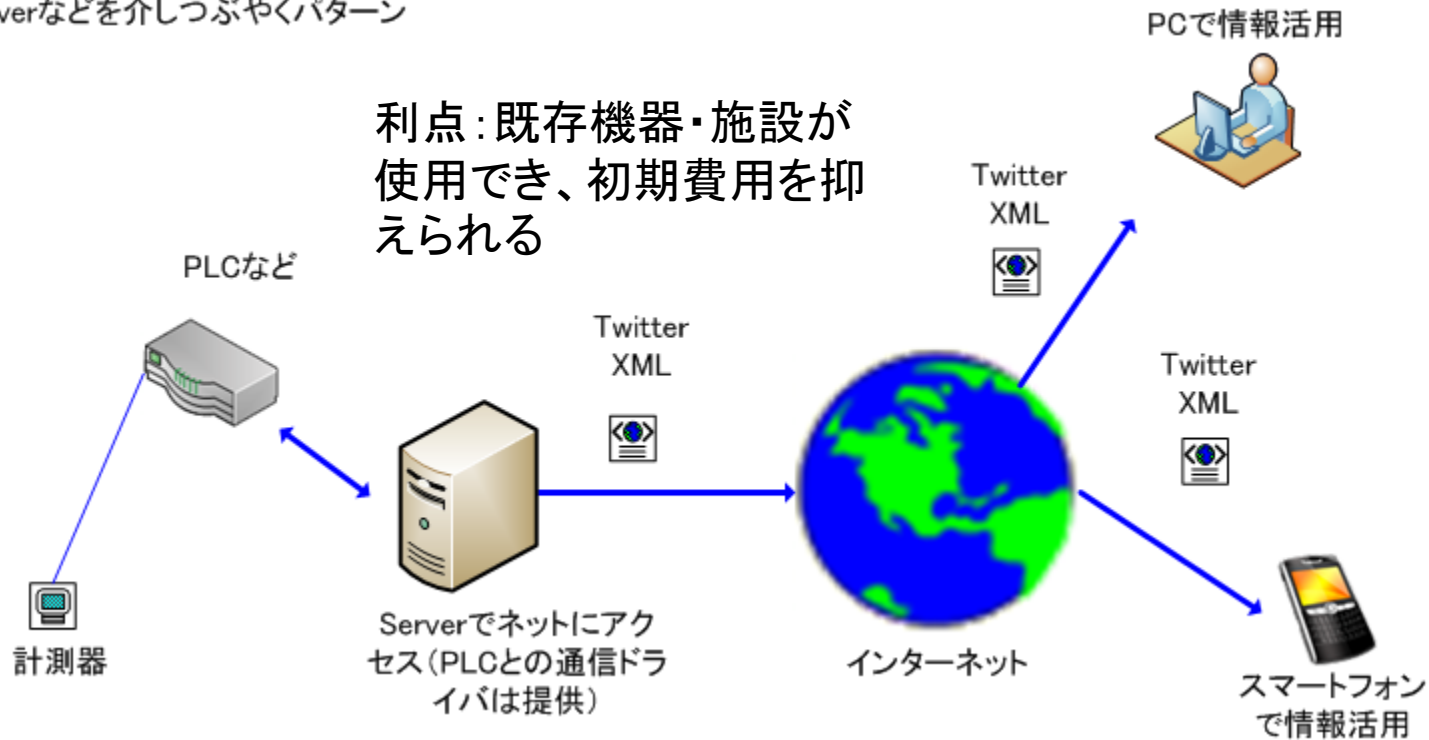 verなどを介しつぶやくパターン
PCで情報活用
利点：既存機器・施設が
使用でき、初期費用を抑
えられる
Twitter
XML
PLCなど
Twitter
XML
Twitter
XML
Serverでネットにアク
セス（PLCとの通信ドラ
イバは提供）
計測器
インターネット
スマートフォン
で情報活用